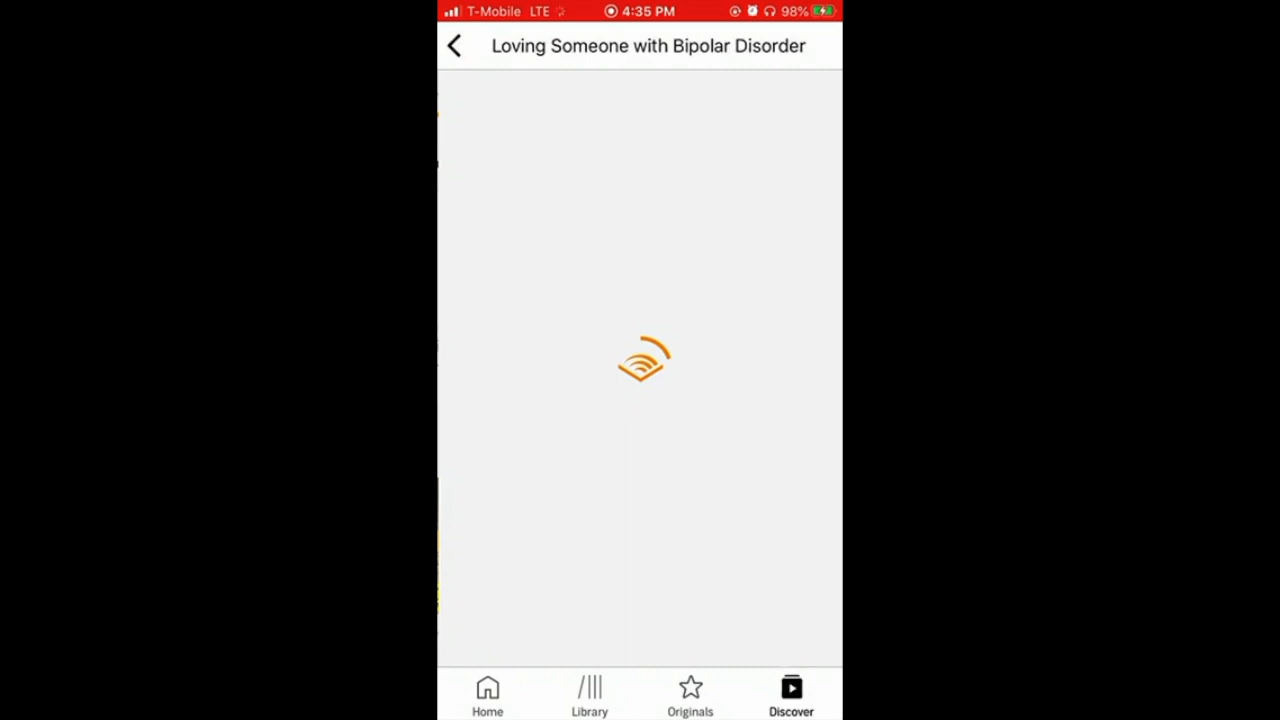 T-Mobile LTE 4:35 PM 98%
Loving Someone with Bipolar Disorder
Home Library Originals Discover